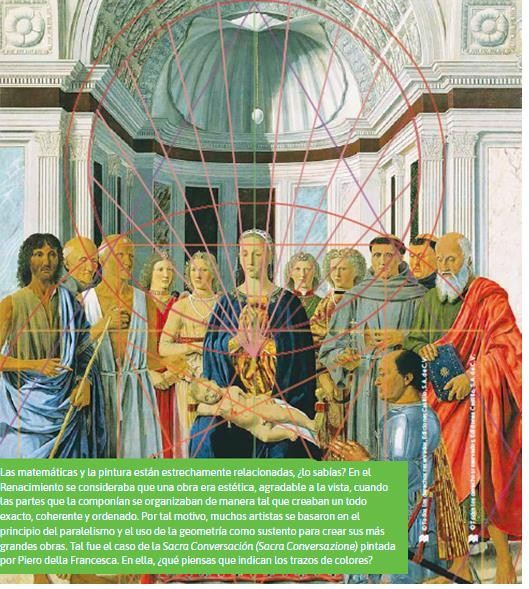 Las matemáticas y la pintura están estrechamente relacionadas, ¿lo sabías? En el
Renacimiento se consideraba que una obra era estética, agradable a la vista, cuando
las partes que la componían se organizaban de manera tal que creaban un todo
exacto, coherente y ordenado. Por tal motivo, muchos artistas se basaron en el
principio del paralelismo y el uso de la geometría como sustento para crear sus más
grandes obras. Tal fue el caso de la Sacra Conversación (Sacra Conversazione) pintada
por Piero della Francesca. En ella, ¿qué piensas que indican los trazos de colores?
©Todos los derechos reservados, Ediciones Castillo, S.A. de C.V.
©Todos los derechos reservados, Ediciones Castillo, S.A. de C.V.